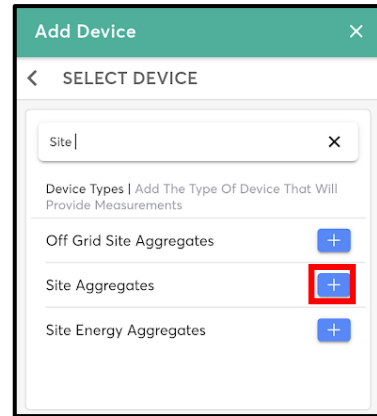 Add Device
SELECT DEVICE
Site
Device Types | Add The Type Of Device That Will
Provide Measurements
Off Grid Site Aggregates
Site Aggregates
Site Energy Aggregates